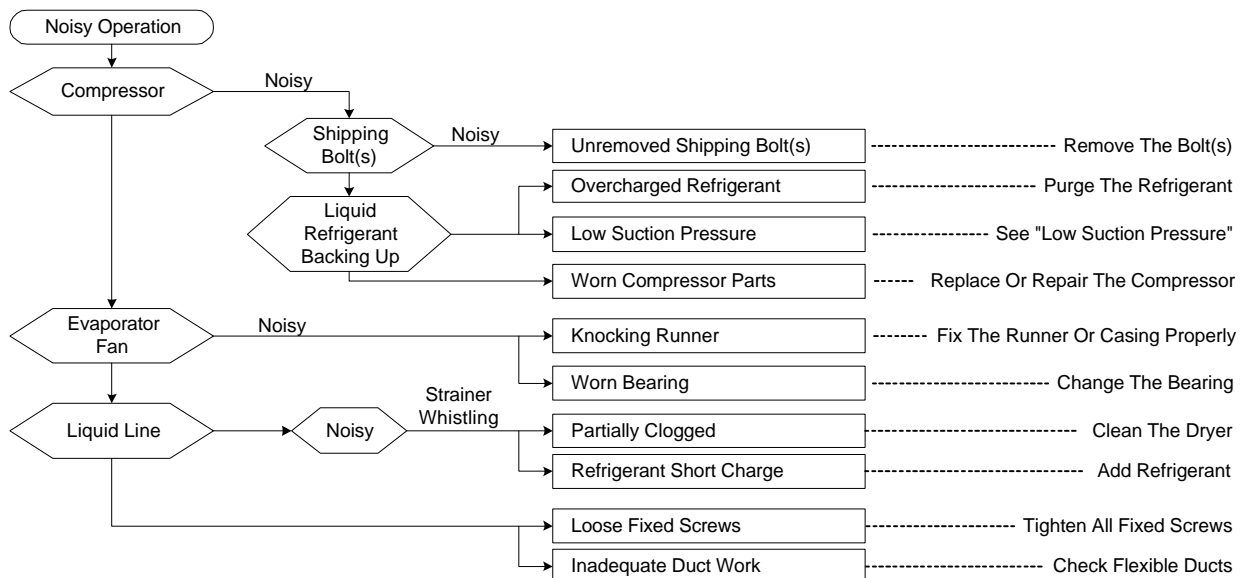 Noisy Operation
Compressor
Noisy
Shipping
Bolt(s)
Noisy
Unremoved Shipping Bolt(s)
Remove The Bolt(s)
Overcharged Refrigerant
Purge The Refrigerant
Liquid
Refrigerant
Backing Up
Low Suction Pressure
See "Low Suction Pressure"
Worn Compressor Parts
Replace Or Repair The Compressor
Evaporator
Fan
Noisy
Knocking Runner
Fix The Runner Or Casing Properly
Worn Bearing
Change The Bearing
Liquid Line
Noisy
Strainer
Whistling
Partially Clogged
Clean The Dryer
Refrigerant Short Charge
Add Refrigerant
Loose Fixed Screws
Tighten All Fixed Screws
Inadequate Duct Work
Check Flexible Ducts